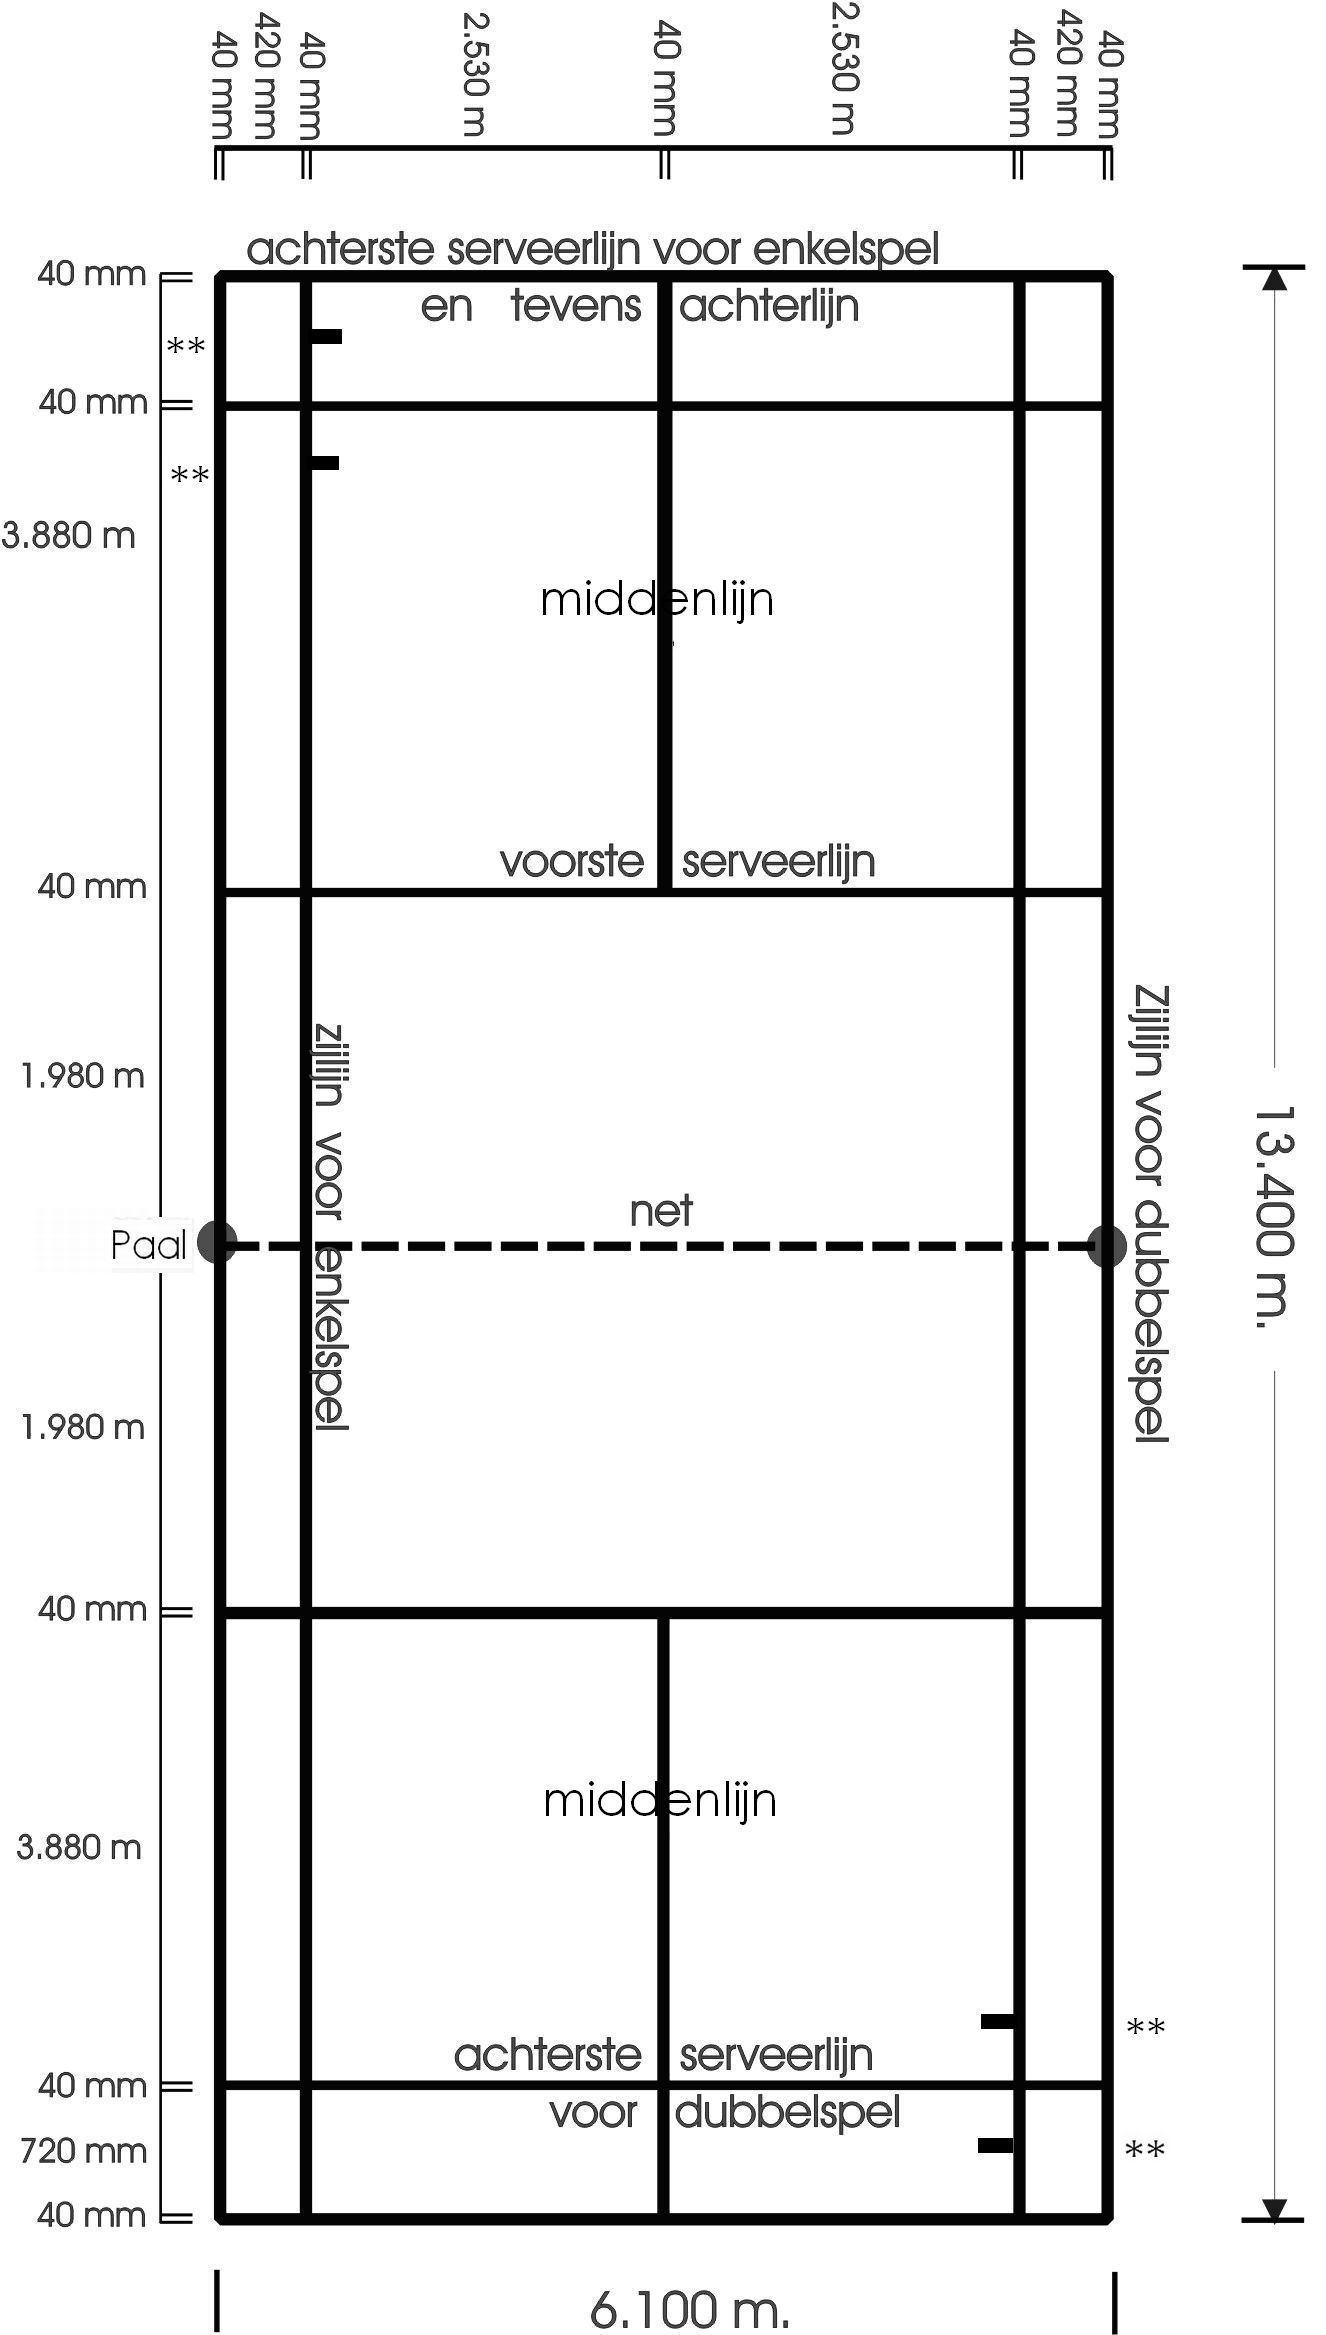 40 mm
420 mm
40 mm
2.530 m
40 mm
2.530 m
40 mm
420 mm
40 mm
achterste serveerlijn voor enkelspel
40 mm
en tevens achterlijn
**
40 mm
**
3.880 m
middenlijn
voorste serveerlijn
40 mm
1.980 m
zijlijn voor enkelspel
Zijlijn voor dubbelspel
13.400 m.
net
Paal
1.980 m
40 mm
middenlijn
3.880 m
**
achterste serveerlijn
40 mm
voor dubbelspel
720 mm
**
40 mm
6.100 m.